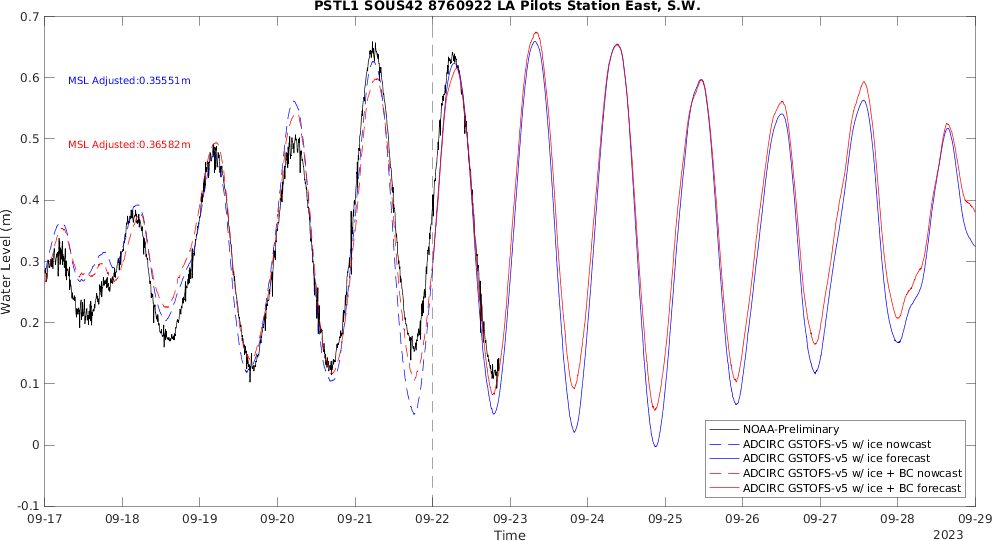 PSTL1 SOUS42 8760922 LA Pilots Station East, S.W.
0.7
0.6
0.5
0.4
0.3
0.2
0.1
0
-0.1
Water Level (m)
MSL Adjusted:0.35551m
MSL Adjusted:0.36582m
NOAA-Preliminary
ADCIRC GSTOFS-v5 w/ ice nowcast
ADCIRC GSTOFS-v5 w/ ice forecast
ADCIRC GSTOFS-v5 w/ ice + BC nowcast
ADCIRC GSTOFS-v5 w/ ice + BC forecast
09-17 09-18 09-19 09-20 09-21 09-22 09-23 09-24 09-25 09-26 09-27 09-28 09-29
Time
2023